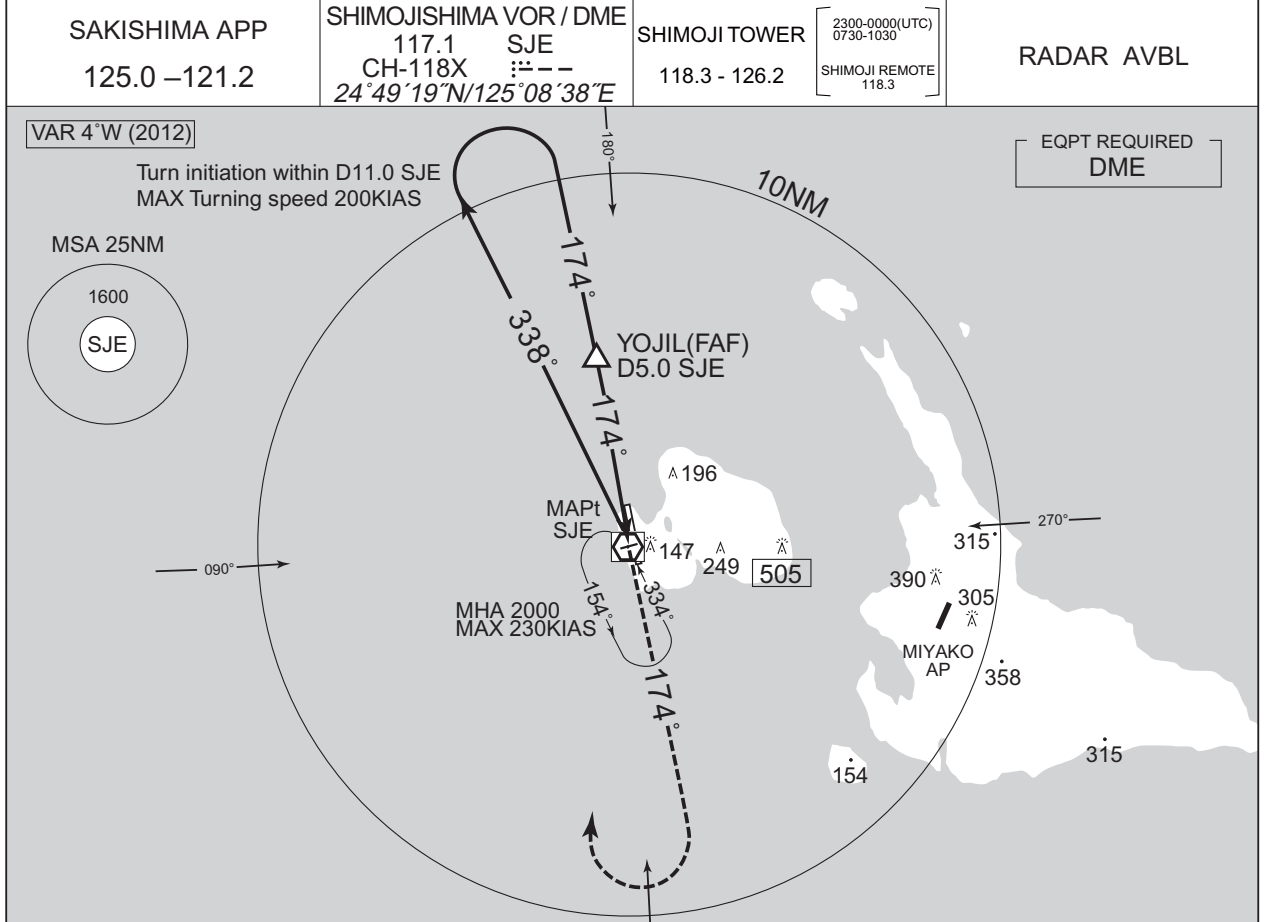 SAKISHIMA APP
125.0 –121.2
SHIMOJISHIMA VOR / DME
117.1 SJE
CH-118X
24˚49´19˝N/125˚08´38˝E
SHIMOJI TOWER
118.3 - 126.2
2300-0000(UTC)
0730-1030
SHIMOJI REMOTE
118.3
RADAR AVBL
VAR 4˚W (2012)
Turn initiation within D11.0 SJE
MAX Turning speed 200KIAS
180°
10NM
EQPT REQUIRED
DME
MSA 25NM
1600
SJE
174°
338°
YOJIL(FAF)
D5.0 SJE
174°
196
MAPt
SJE
147
249
505
270°
315
090°
390
305
154°
334°
MHA 2000
MAX 230KIAS
MIYAKO
AP
358
174°
315
154